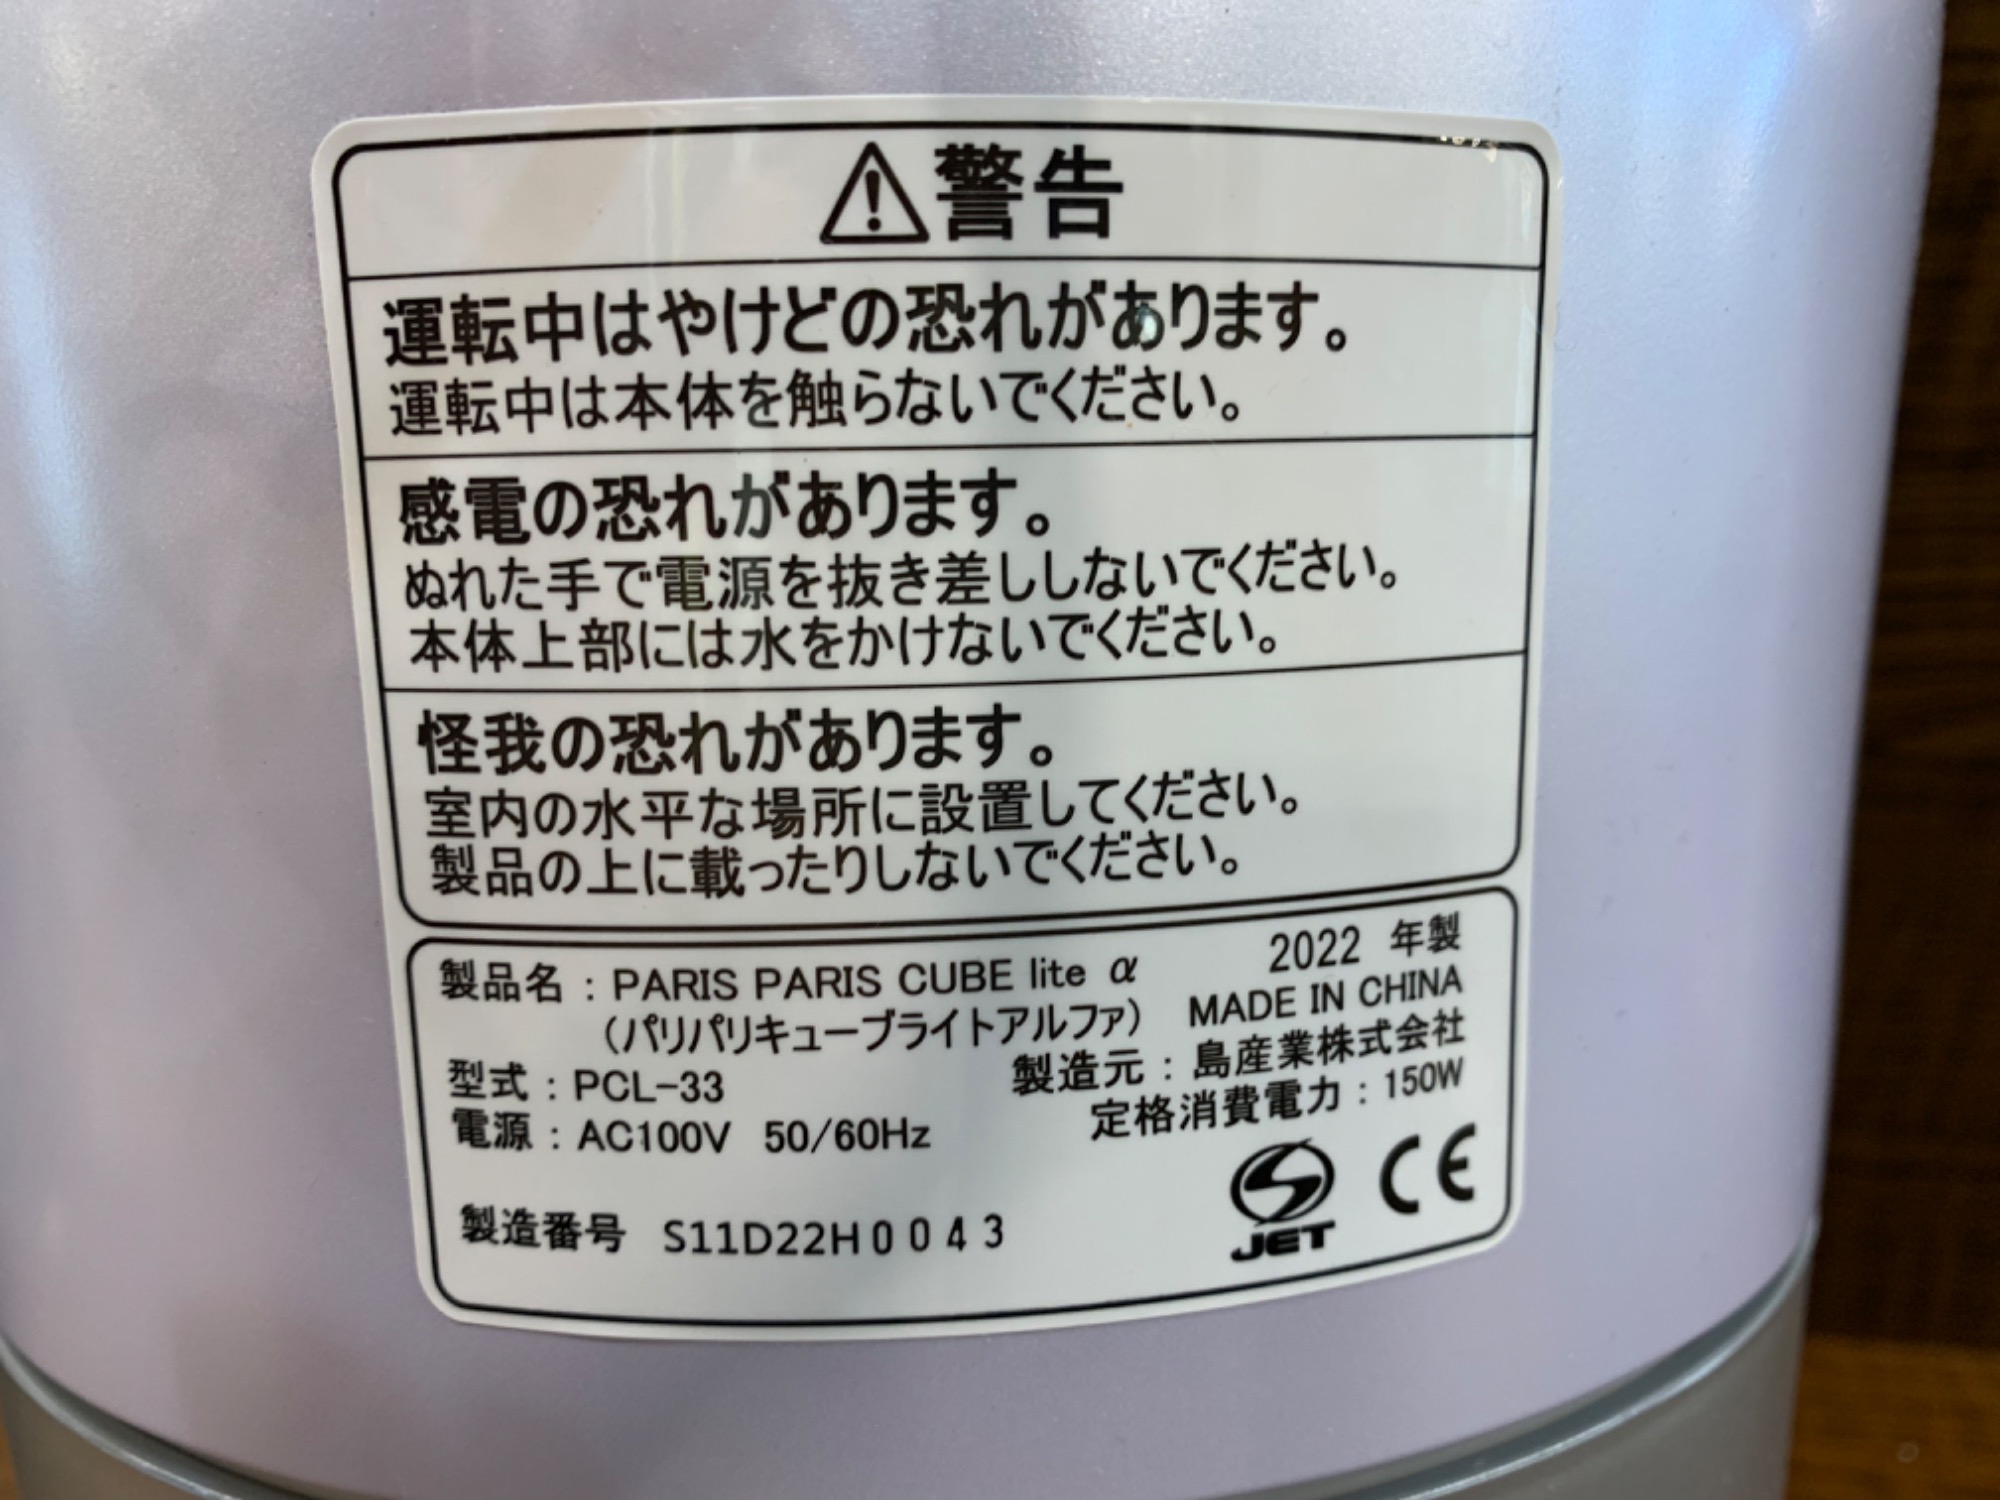 警告
運転中はやけどの恐れがあります。
運転中は本体を触らないでください。
感電の恐れがあります。
ぬれた手で電源を抜き差ししないでください。
本体上部には水をかけないでください。
怪我の恐れがあります。
室内の水平な場所に設置してください。
製品の上に載ったりしないでください。
製品名：PARIS PARIS CUBE lite α
（パリパリキューブライトアルファ）
型式：PCL-33
電源：AC100V 50/60Hz
製造番号 S11D22H0043
2022 年製
MADE IN CHINA
製造元：島産業株式会社
定格消費電力：150W
JET
CE